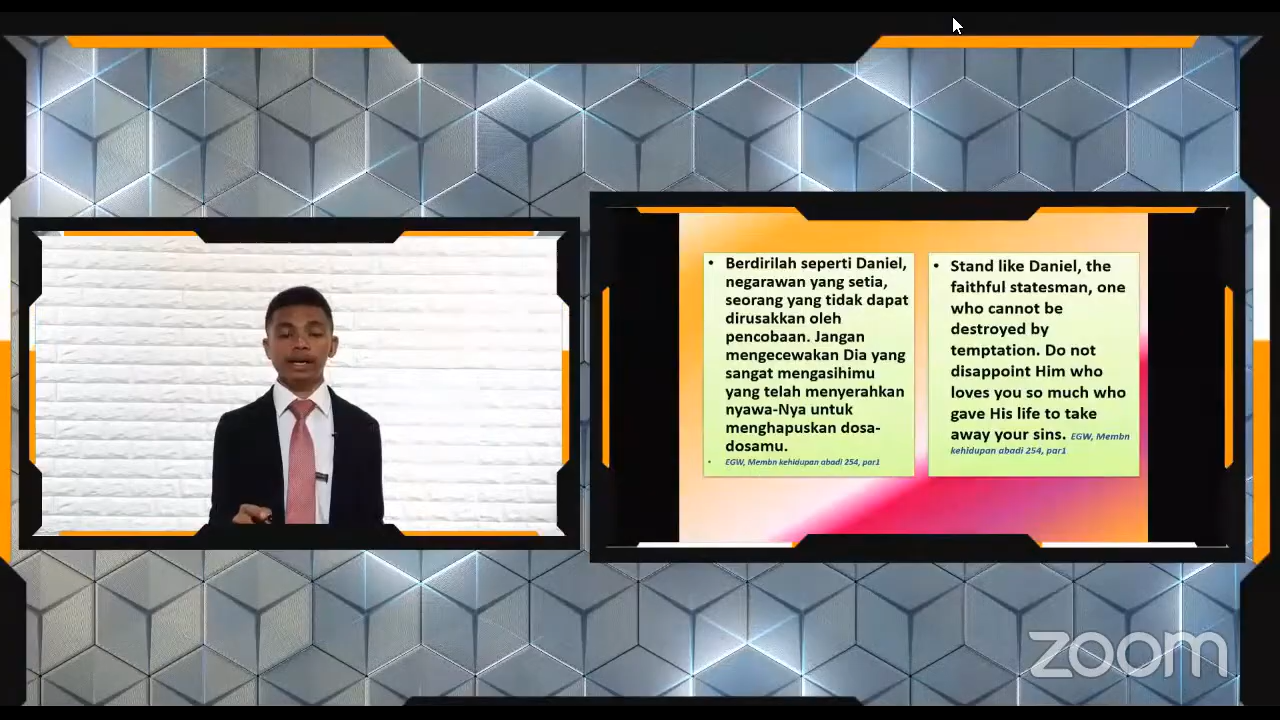 • Berdirilah seperti Daniel,
negarawan yang setia,
seorang yang tidak dapat
dirusakkan oleh
pencobaan. Jangan
mengecewakan Dia yang
sangat mengasihimu
yang telah menyerahkan
nyawa-Nya untuk
menghapuskan dosa-
dosamu.
• EGW, Membn kehidupan abadi 254, par1
• Stand like Daniel, the
faithful statesman, one
who cannot be
destroyed by
temptation. Do not
disappoint Him who
loves you so much who
gave His life to take
away your sins. EGW, Membn
kehidupan abadi 254, par1
zoom